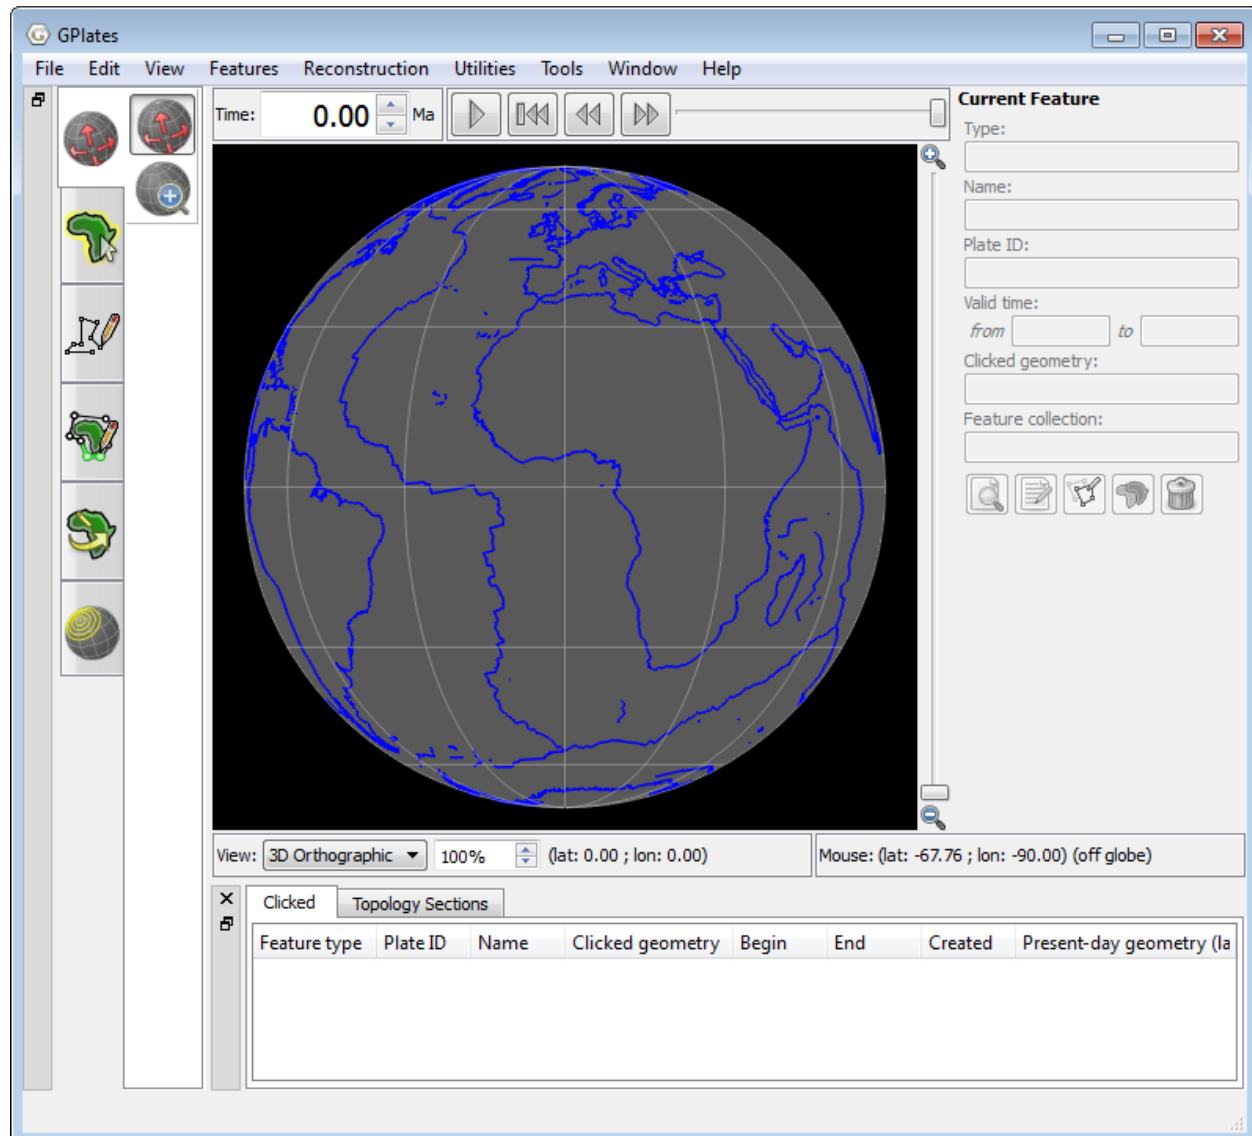 GPlates
File Edit View Features Reconstruction Utilities Tools Window Help
Time: 0.00 Ma
Current Feature
Type:
Name:
Plate ID:
Valid time:
from to
Clicked geometry:
Feature collection:
View: 3D Orthographic 100% (lat: 0.00 ; lon: 0.00) Mouse: (lat: -67.76 ; lon: -90.00) (off globe)
Clicked Topology Sections
Feature type Plate ID Name Clicked geometry Begin End Created Present-day geometry (la